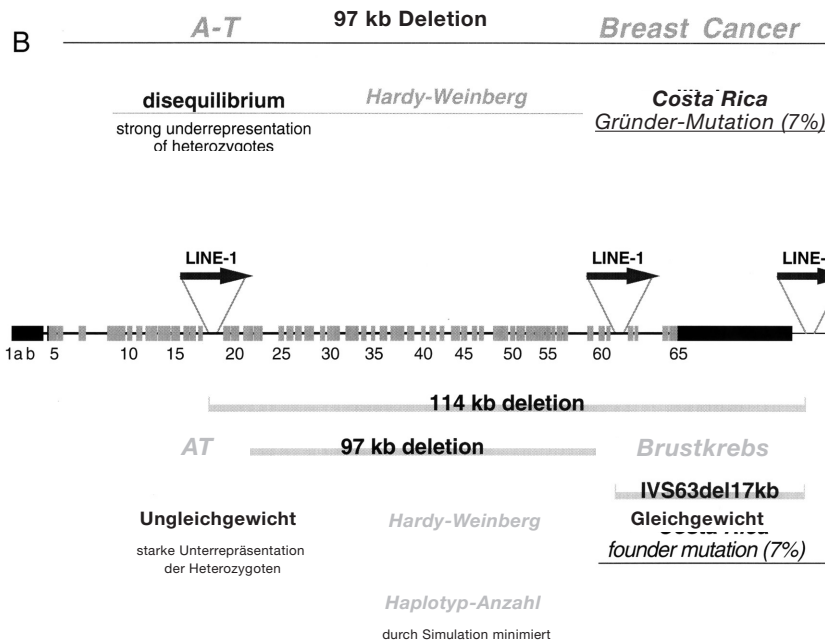 B
A-T
97 kb Deletion
Breast Cancer
disequilibrium
Hardy-Weinberg
Costa Rica
strong underrepresentation
of heterozygotes
Gründer-Mutation (7%)
LINE-1
LINE-1
LINE-
1a b 5 10 15 20 25 30 35 40 45 50 55 60 65
114 kb deletion
AT
97 kb deletion
Brustkrebs
IVS63del17kb
Ungleichgewicht
Hardy-Weinberg
Gleichgewicht
starke Unterrepräsentation
der Heterozygoten
founder mutation (7%)
Haplotyp-Anzahl
durch Simulation minimiert